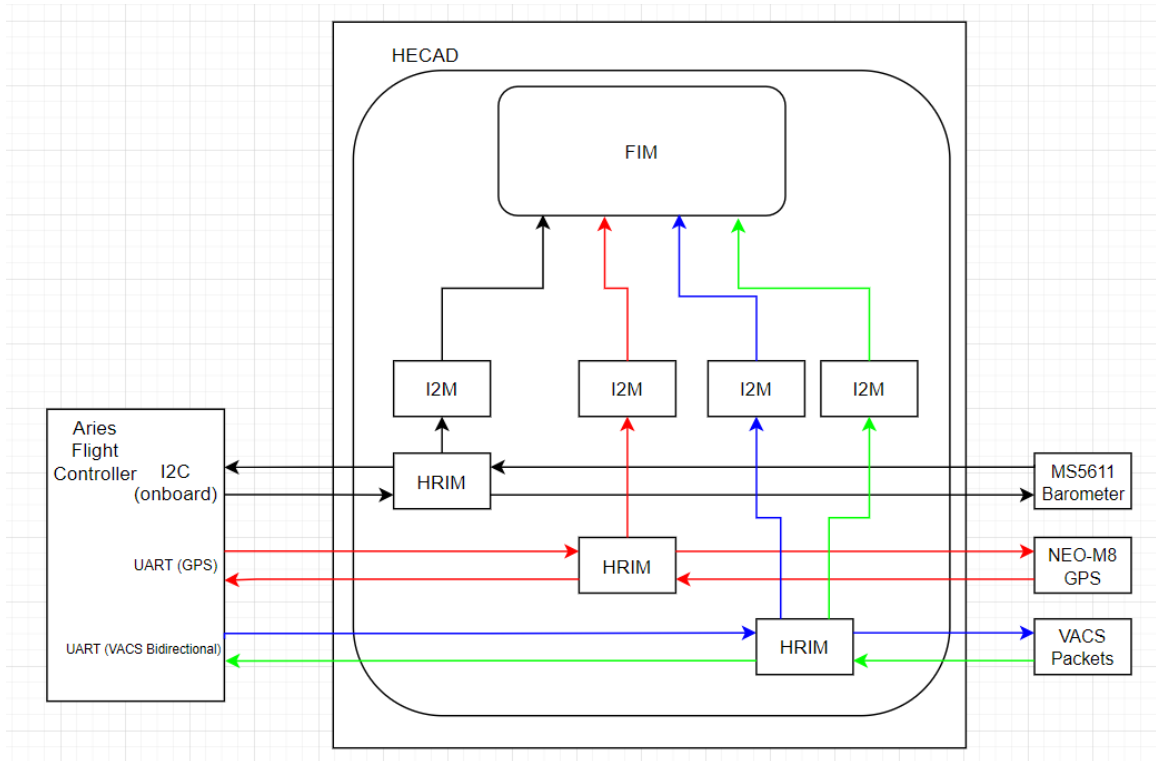 HECAD
FIM
I2M
I2M
I2M
I2M
Aries
Flight
Controller
I2C
(onboard)
HRIM
MS5611
Barometer
UART (GPS)
HRIM
NEO-M8
GPS
UART (VACS Bidirectional)
HRIM
VACS
Packets